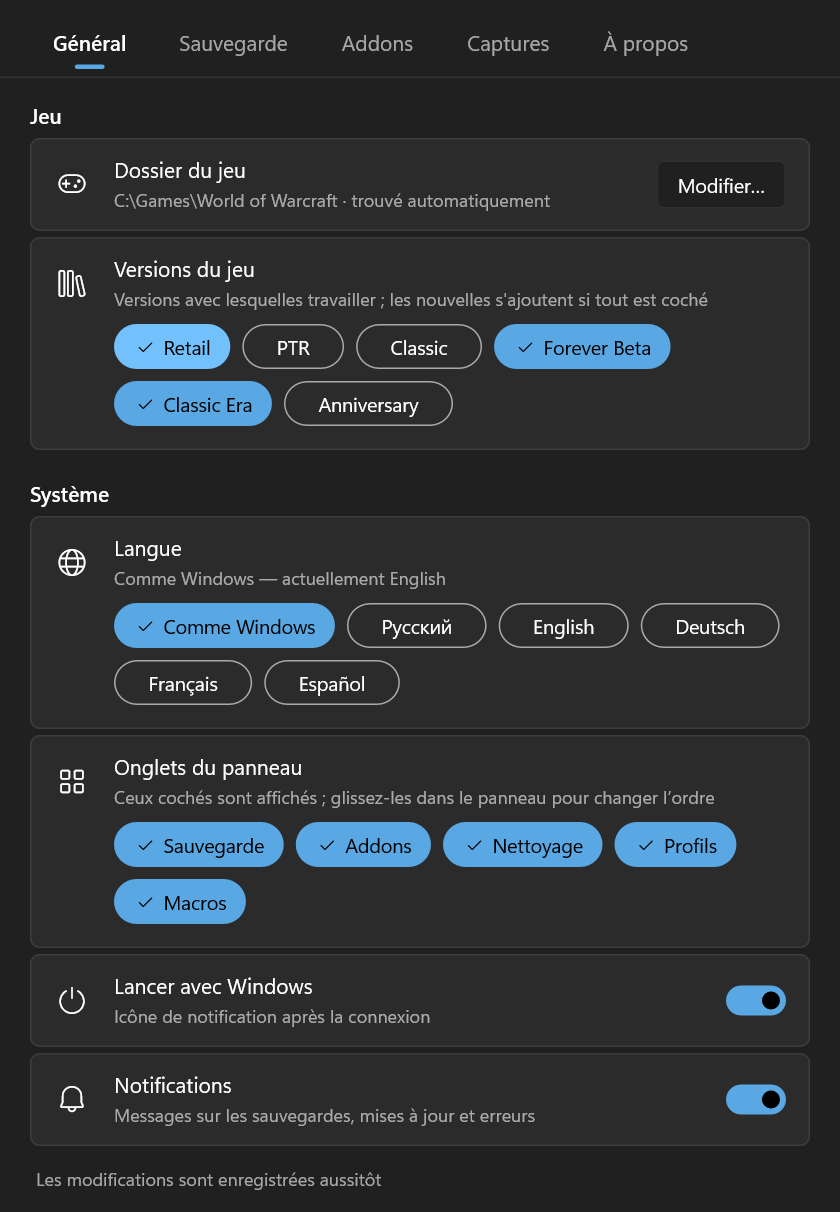 Général
Sauvegarde
Addons
Captures
À propos
Jeu
Dossier du jeu
C:\Games\World of Warcraft · trouvé automatiquement
Modifier...
Versions du jeu
Versions avec lesquelles travailler ; les nouvelles s'ajoutent si tout est coché
Retail
PTR
Classic
Forever Beta
Classic Era
Anniversary
Système
Langue
Comme Windows — actuellement English
Comme Windows
Русский
English
Deutsch
Français
Español
Onglets du panneau
Ceux cochés sont affichés ; glissez-les dans le panneau pour changer l’ordre
Sauvegarde
Addons
Nettoyage
Profils
Macros
Lancer avec Windows
Icône de notification après la connexion
Notifications
Messages sur les sauvegardes, mises à jour et erreurs
Les modifications sont enregistrées aussitôt